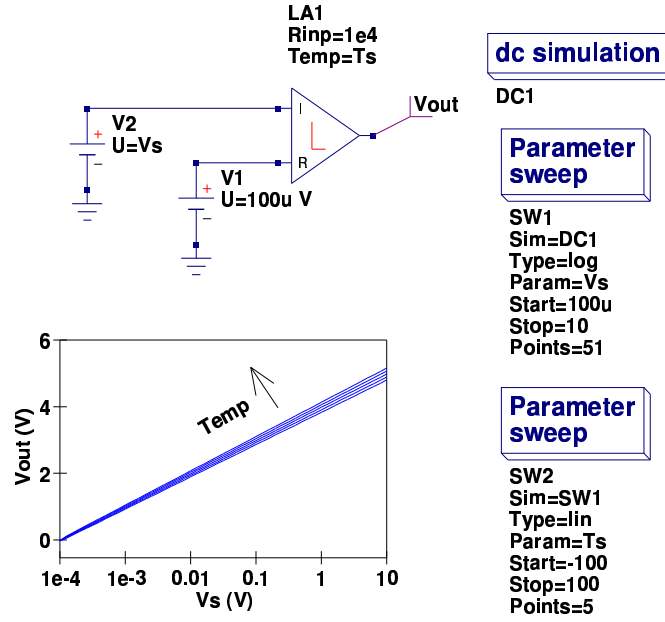 LA1
Rinp=1e4
Temp=Ts
I
R
L
Vout
V2
U=Vs
+
−
V1
U=100u V
+
−
dc simulation
DC1
Parameter
sweep
SW1
Sim=DC1
Type=log
Param=Vs
Start=100u
Stop=10
Points=51
Parameter
sweep
SW2
Sim=SW1
Type=lin
Param=Ts
Start=-100
Stop=100
Points=5
6
4
2
0
Vout (V)
Temp
1e-4 1e-3 0.01 0.1 1 10
Vs (V)